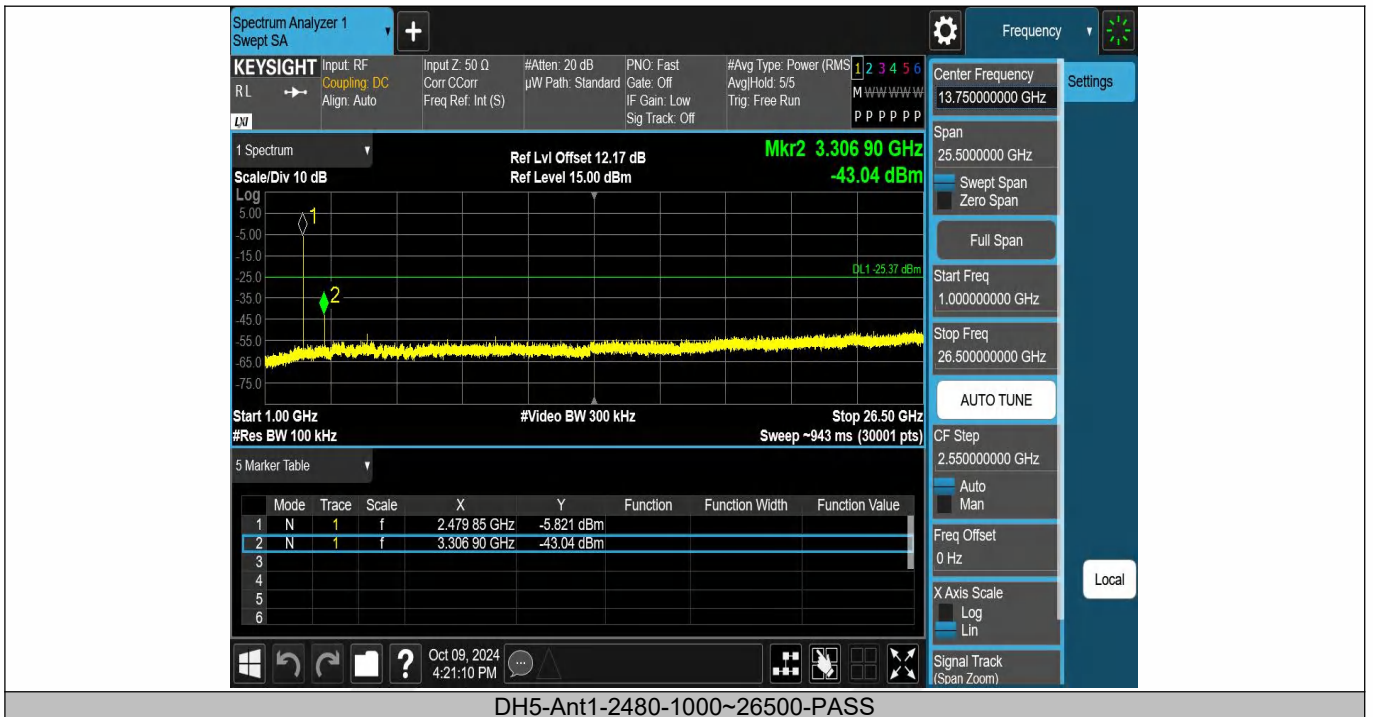 Spectrum Analyzer 1
Swept SA
+
Frequency
KEYSIGHT
RL
LXI
Input: RF
Coupling: DC
Align: Auto
Input Z: 50 Ω
Corr CCorr
Freq Ref: Int (S)
#Atten: 20 dB
µW Path: Standard
PNO: Fast
Gate: Off
IF Gain: Low
Sig Track: Off
#Avg Type: Power (RMS
Avg|Hold: 5/5
Trig: Free Run
1 2 3 4 5 6
M W W W W W
P P P P P P
1 Spectrum
Scale/Div 10 dB
Ref Lvl Offset 12.17 dB
Ref Level 15.00 dBm
Mkr2 3.306 90 GHz
-43.04 dBm
Log
5.00
-5.00
-15.0
-25.0
-35.0
-45.0
-55.0
-65.0
-75.0
1
2
DL1 -25.37 dBm
Start 1.00 GHz
#Video BW 300 kHz
Stop 26.50 GHz
#Res BW 100 kHz
Sweep ~943 ms (30001 pts)
5 Marker Table
Mode Trace Scale X Y Function Function Width Function Value
1 N 1 f 2.479 85 GHz -5.821 dBm
2 N 1 f 3.306 90 GHz -43.04 dBm
3
4
5
6
Oct 09, 2024
4:21:10 PM
?
Center Frequency
13.750000000 GHz
Settings
Span
25.5000000 GHz
Swept Span
Zero Span
Full Span
Start Freq
1.000000000 GHz
Stop Freq
26.500000000 GHz
AUTO TUNE
CF Step
2.550000000 GHz
Auto
Man
Freq Offset
0 Hz
X Axis Scale
Log
Lin
Local
Signal Track
(Span Zoom)
DH5-Ant1-2480-1000~26500-PASS